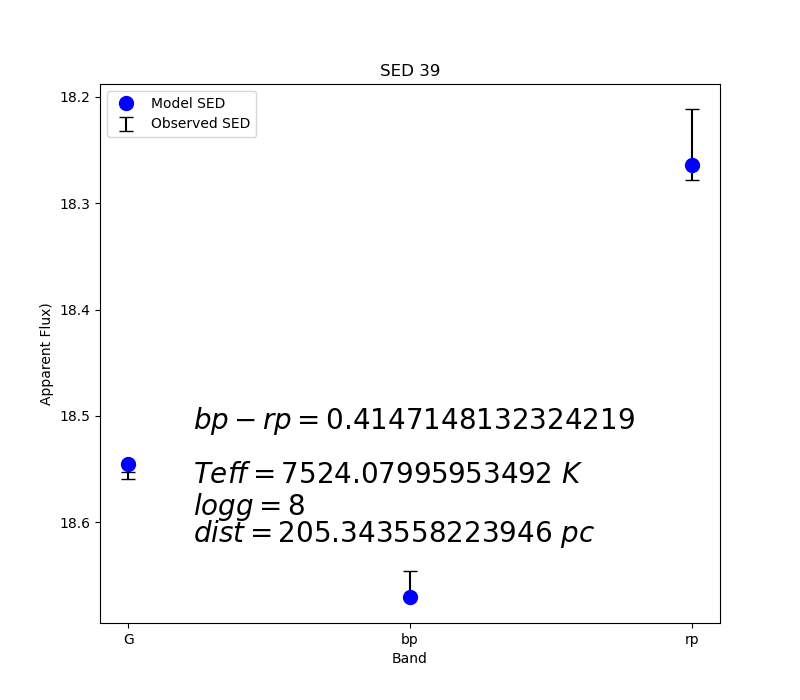 SED 39
Model SED
Observed SED
18.2
18.3
18.4
18.5
18.6
Apparent Flux)
bp − rp = 0.4147148132324219
Teff = 7524.07995953492 K
logg = 8
dist = 205.343558223946 pc
G
bp
rp
Band